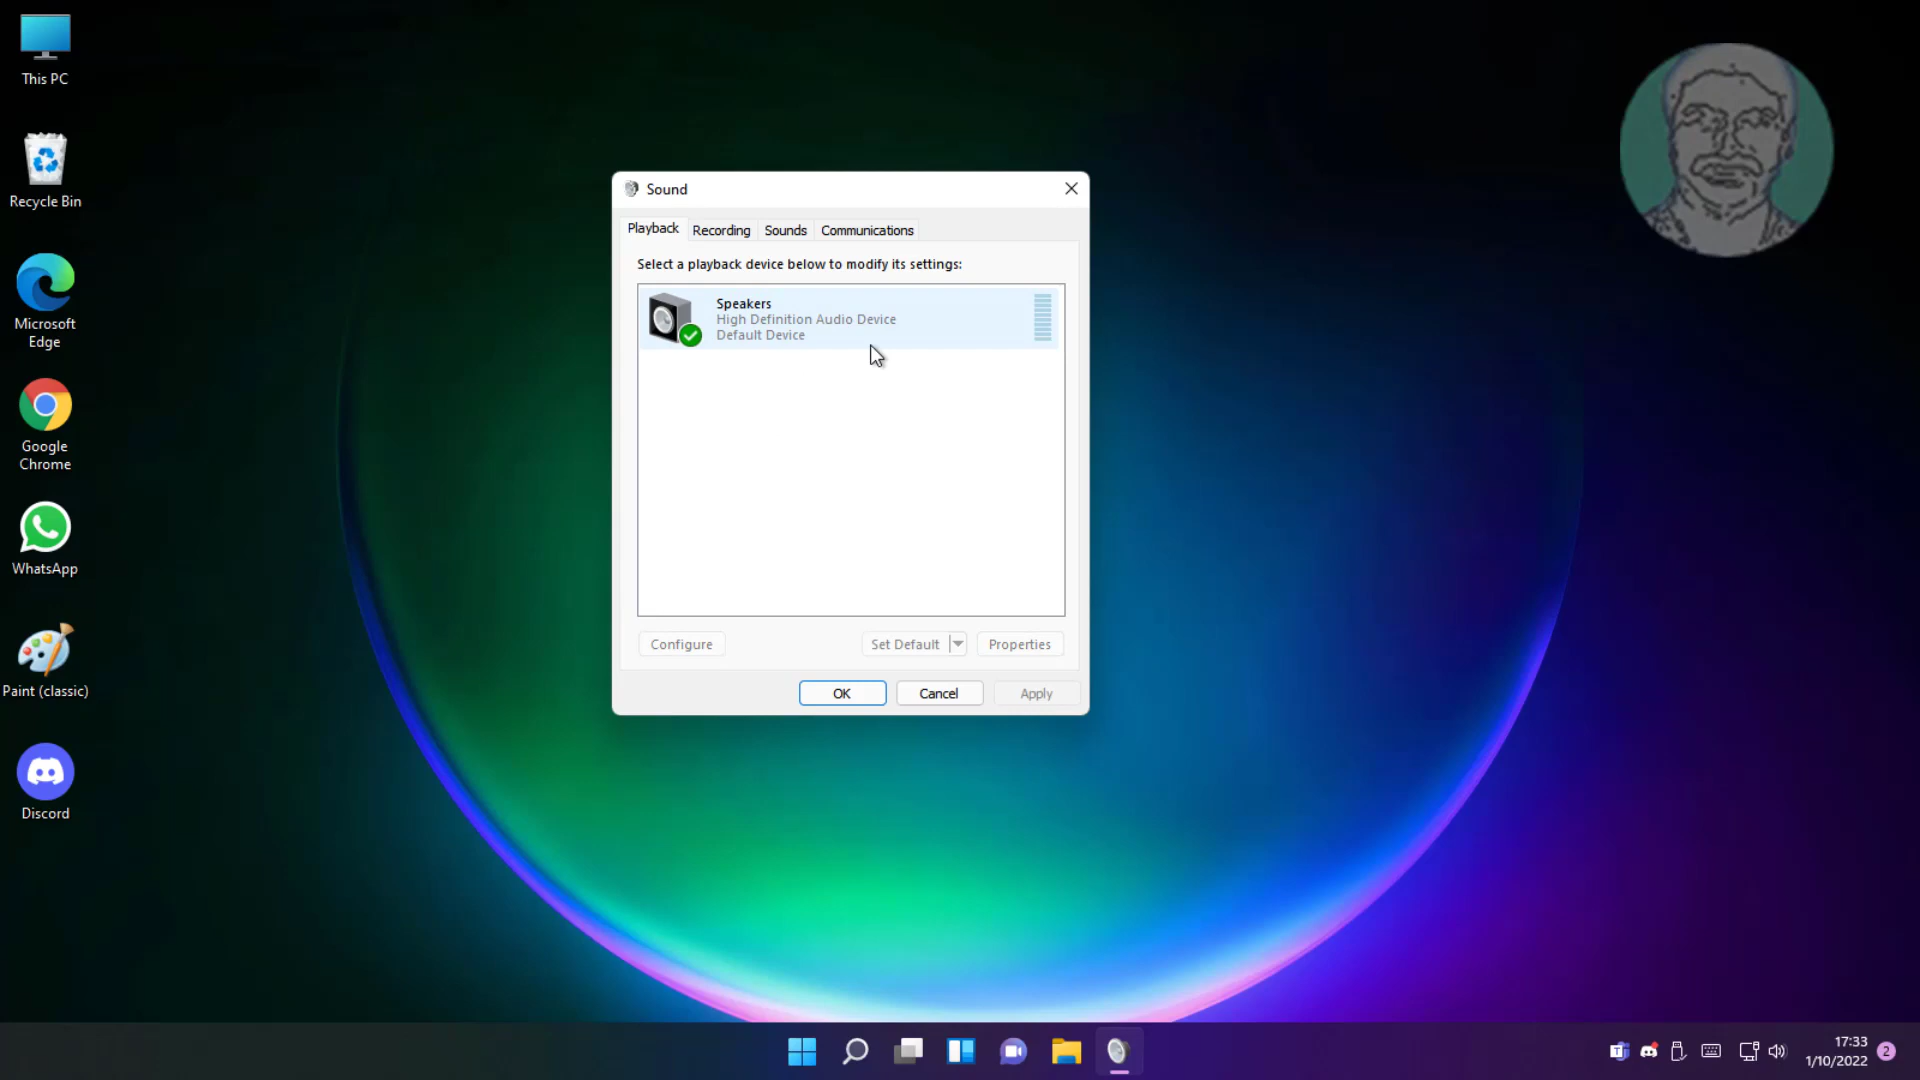 This PC
Recycle Bin
Microsoft
Edge
Google
Chrome
WhatsApp
Paint (classic)
Discord
Sound
Playback
Recording
Sounds
Communications
Select a playback device below to modify its settings:
Speakers
High Definition Audio Device
Default Device
Configure
Set Default
Properties
OK
Cancel
Apply
17:33
1/10/2022
2